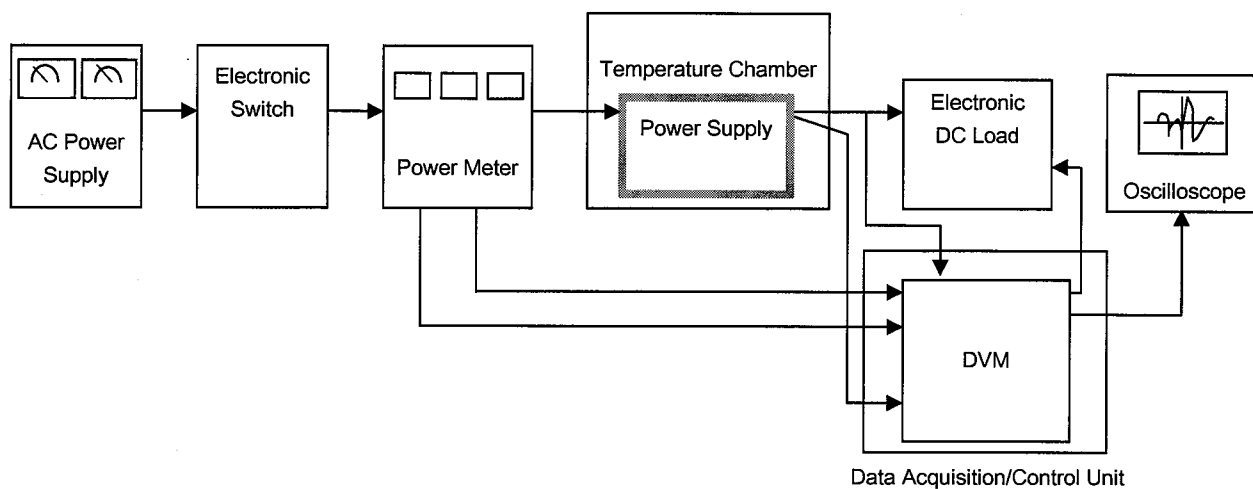 AC Power
Supply
Electronic
Switch
Power Meter
Temperature Chamber
Power Supply
Electronic
DC Load
Oscilloscope
DVM
Data Acquisition/Control Unit